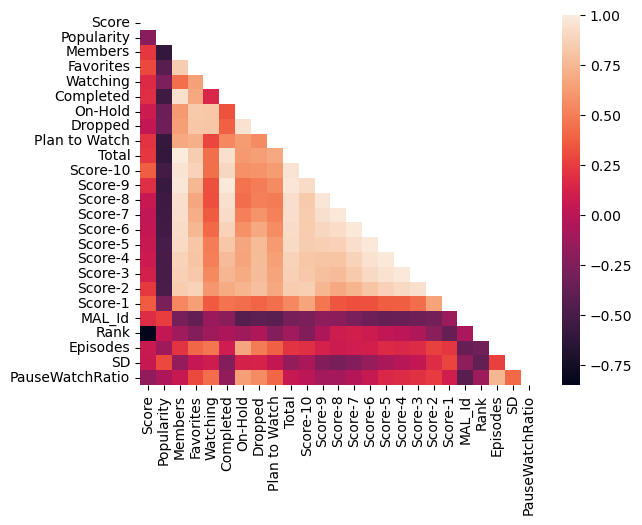 Score
Popularity
Members
Favorites
Watching
Completed
On-Hold
Dropped
Plan to Watch
Total
Score-10
Score-9
Score-8
Score-7
Score-6
Score-5
Score-4
Score-3
Score-2
Score-1
MAL_Id
Rank
Episodes
SD
PauseWatchRatio
Score
Popularity
Members
Favorites
Watching
Completed
On-Hold
Dropped
Plan to Watch
Total
Score-10
Score-9
Score-8
Score-7
Score-6
Score-5
Score-4
Score-3
Score-2
Score-1
MAL_Id
Rank
Episodes
SD
PauseWatchRatio
1.00
0.75
0.50
0.25
0.00
−0.25
−0.50
−0.75